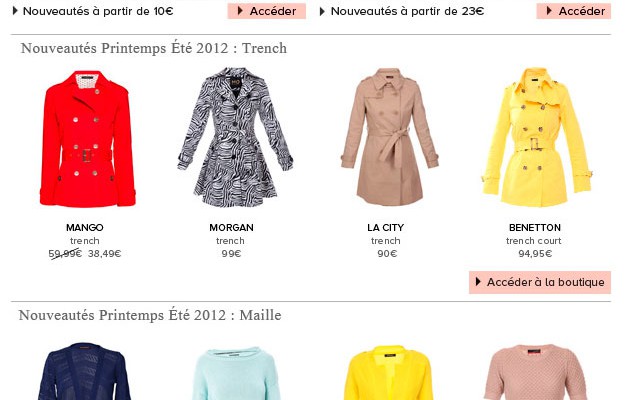 Nouveautés à partir de 10€ Accéder Nouveautés à partir de 23€ Accéder
Nouveautés Printemps Été 2012 : Trench
MANGO MORGAN LA CITY BENETTON
trench trench trench trench court
59,99€ 38,49€ 99€ 90€ 94,95€
Accéder à la boutique
Nouveautés Printemps Été 2012 : Maille